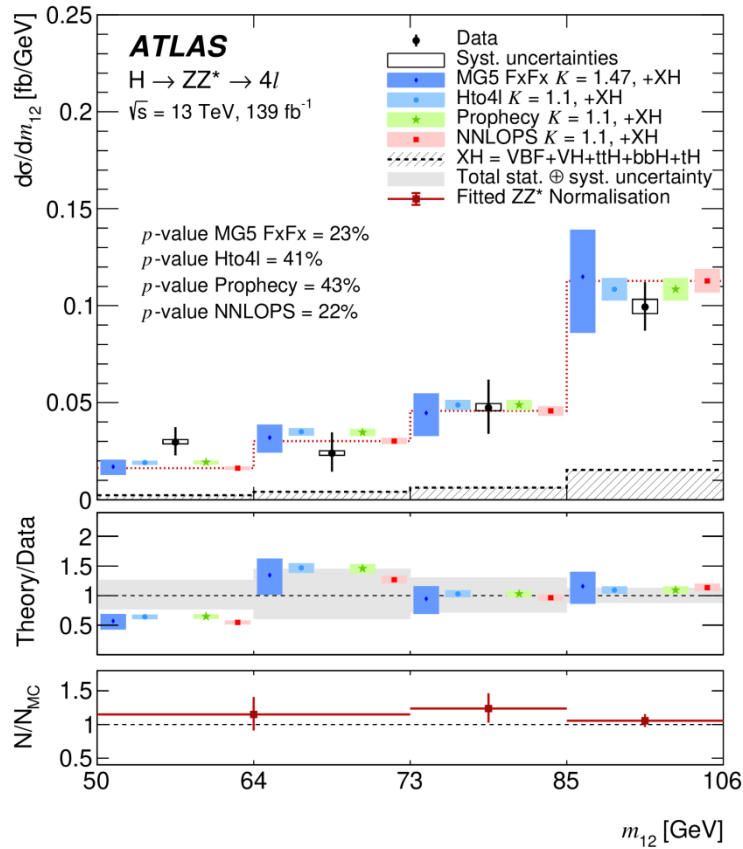 dσ/dm₁₂ [fb/GeV]
0.25
0.2
0.15
0.1
0.05
0
ATLAS
H → ZZ* → 4l
√s = 13 TeV, 139 fb⁻¹
Data
Syst. uncertainties
MG5 FxFx K = 1.47, +XH
Hto4l K = 1.1, +XH
Prophecy K = 1.1, +XH
NNLOPS K = 1.1, +XH
XH = VBF+VH+ttH+bbH+tH
Total stat. ⊕ syst. uncertainty
Fitted ZZ* Normalisation
p-value MG5 FxFx = 23%
p-value Hto4l = 41%
p-value Prophecy = 43%
p-value NNLOPS = 22%
Theory/Data
2
1.5
1
0.5
N/N_MC
1.5
1
0.5
50 64 73 85 106
m₁₂ [GeV]